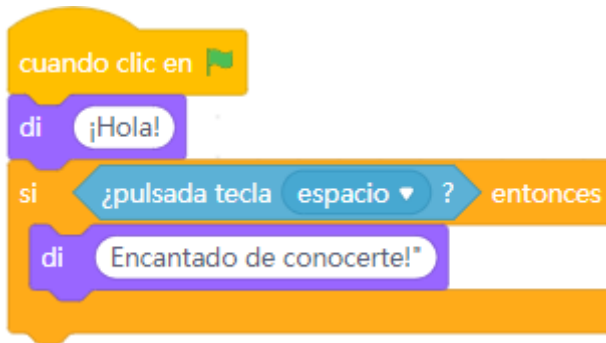 cuando clic en
di ¡Hola!
si ¿pulsada tecla espacio ? entonces
di Encantado de conocerte!"